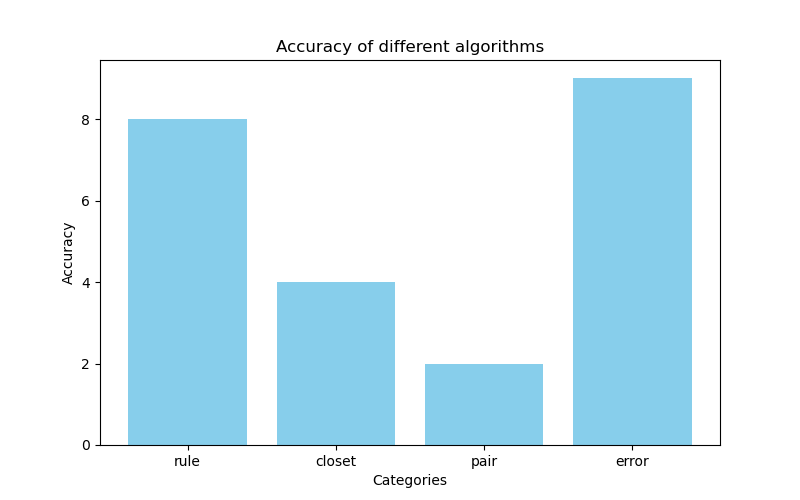 Accuracy of different algorithms
Accuracy
8
6
4
2
0
rule closet pair error
Categories